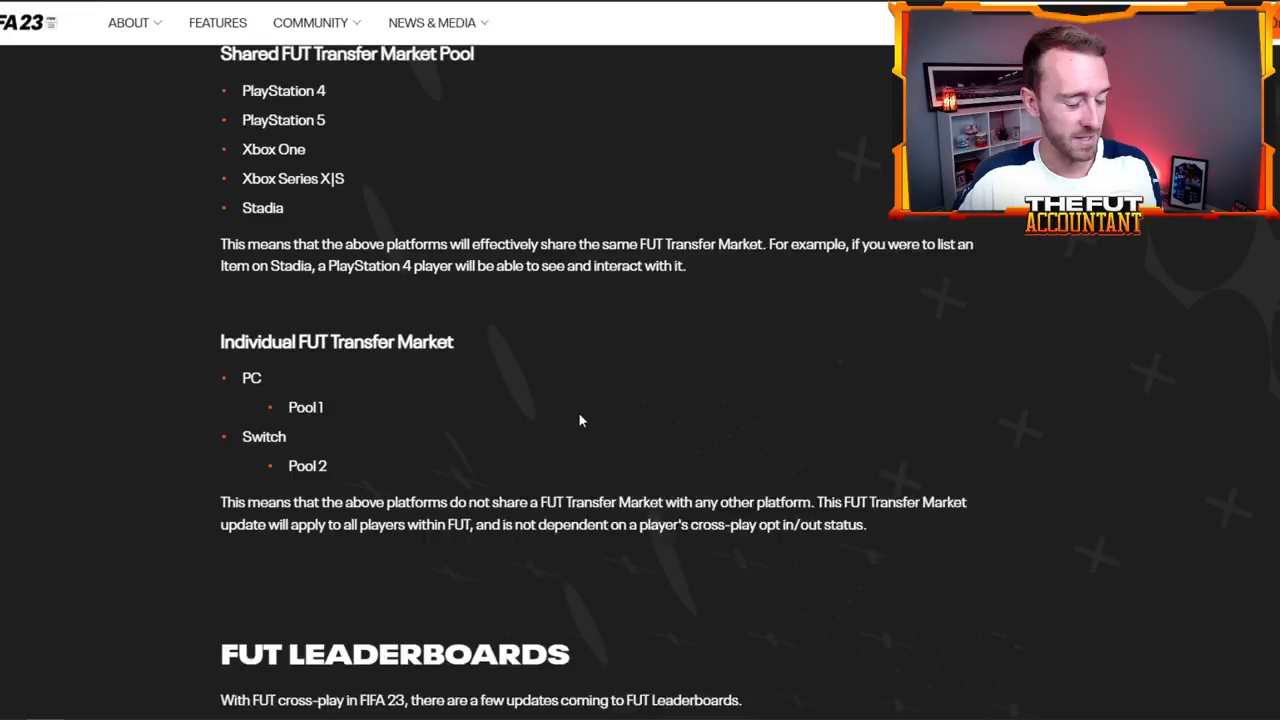 FA 23
ABOUT
FEATURES
COMMUNITY
NEWS & MEDIA
Shared FUT Transfer Market Pool
PlayStation 4
PlayStation 5
Xbox One
Xbox Series X|S
Stadia
THE FUT
ACCOUNTANT
This means that the above platforms will effectively share the same FUT Transfer Market. For example, if you were to list an
Item on Stadia, a PlayStation 4 player will be able to see and interact with it.
Individual FUT Transfer Market
PC
Pool 1
Switch
Pool 2
This means that the above platforms do not share a FUT Transfer Market with any other platform. This FUT Transfer Market
update will apply to all players within FUT, and is not dependent on a player's cross-play opt in/out status.
FUT LEADERBOARDS
With FUT cross-play in FIFA 23, there are a few updates coming to FUT Leaderboards.